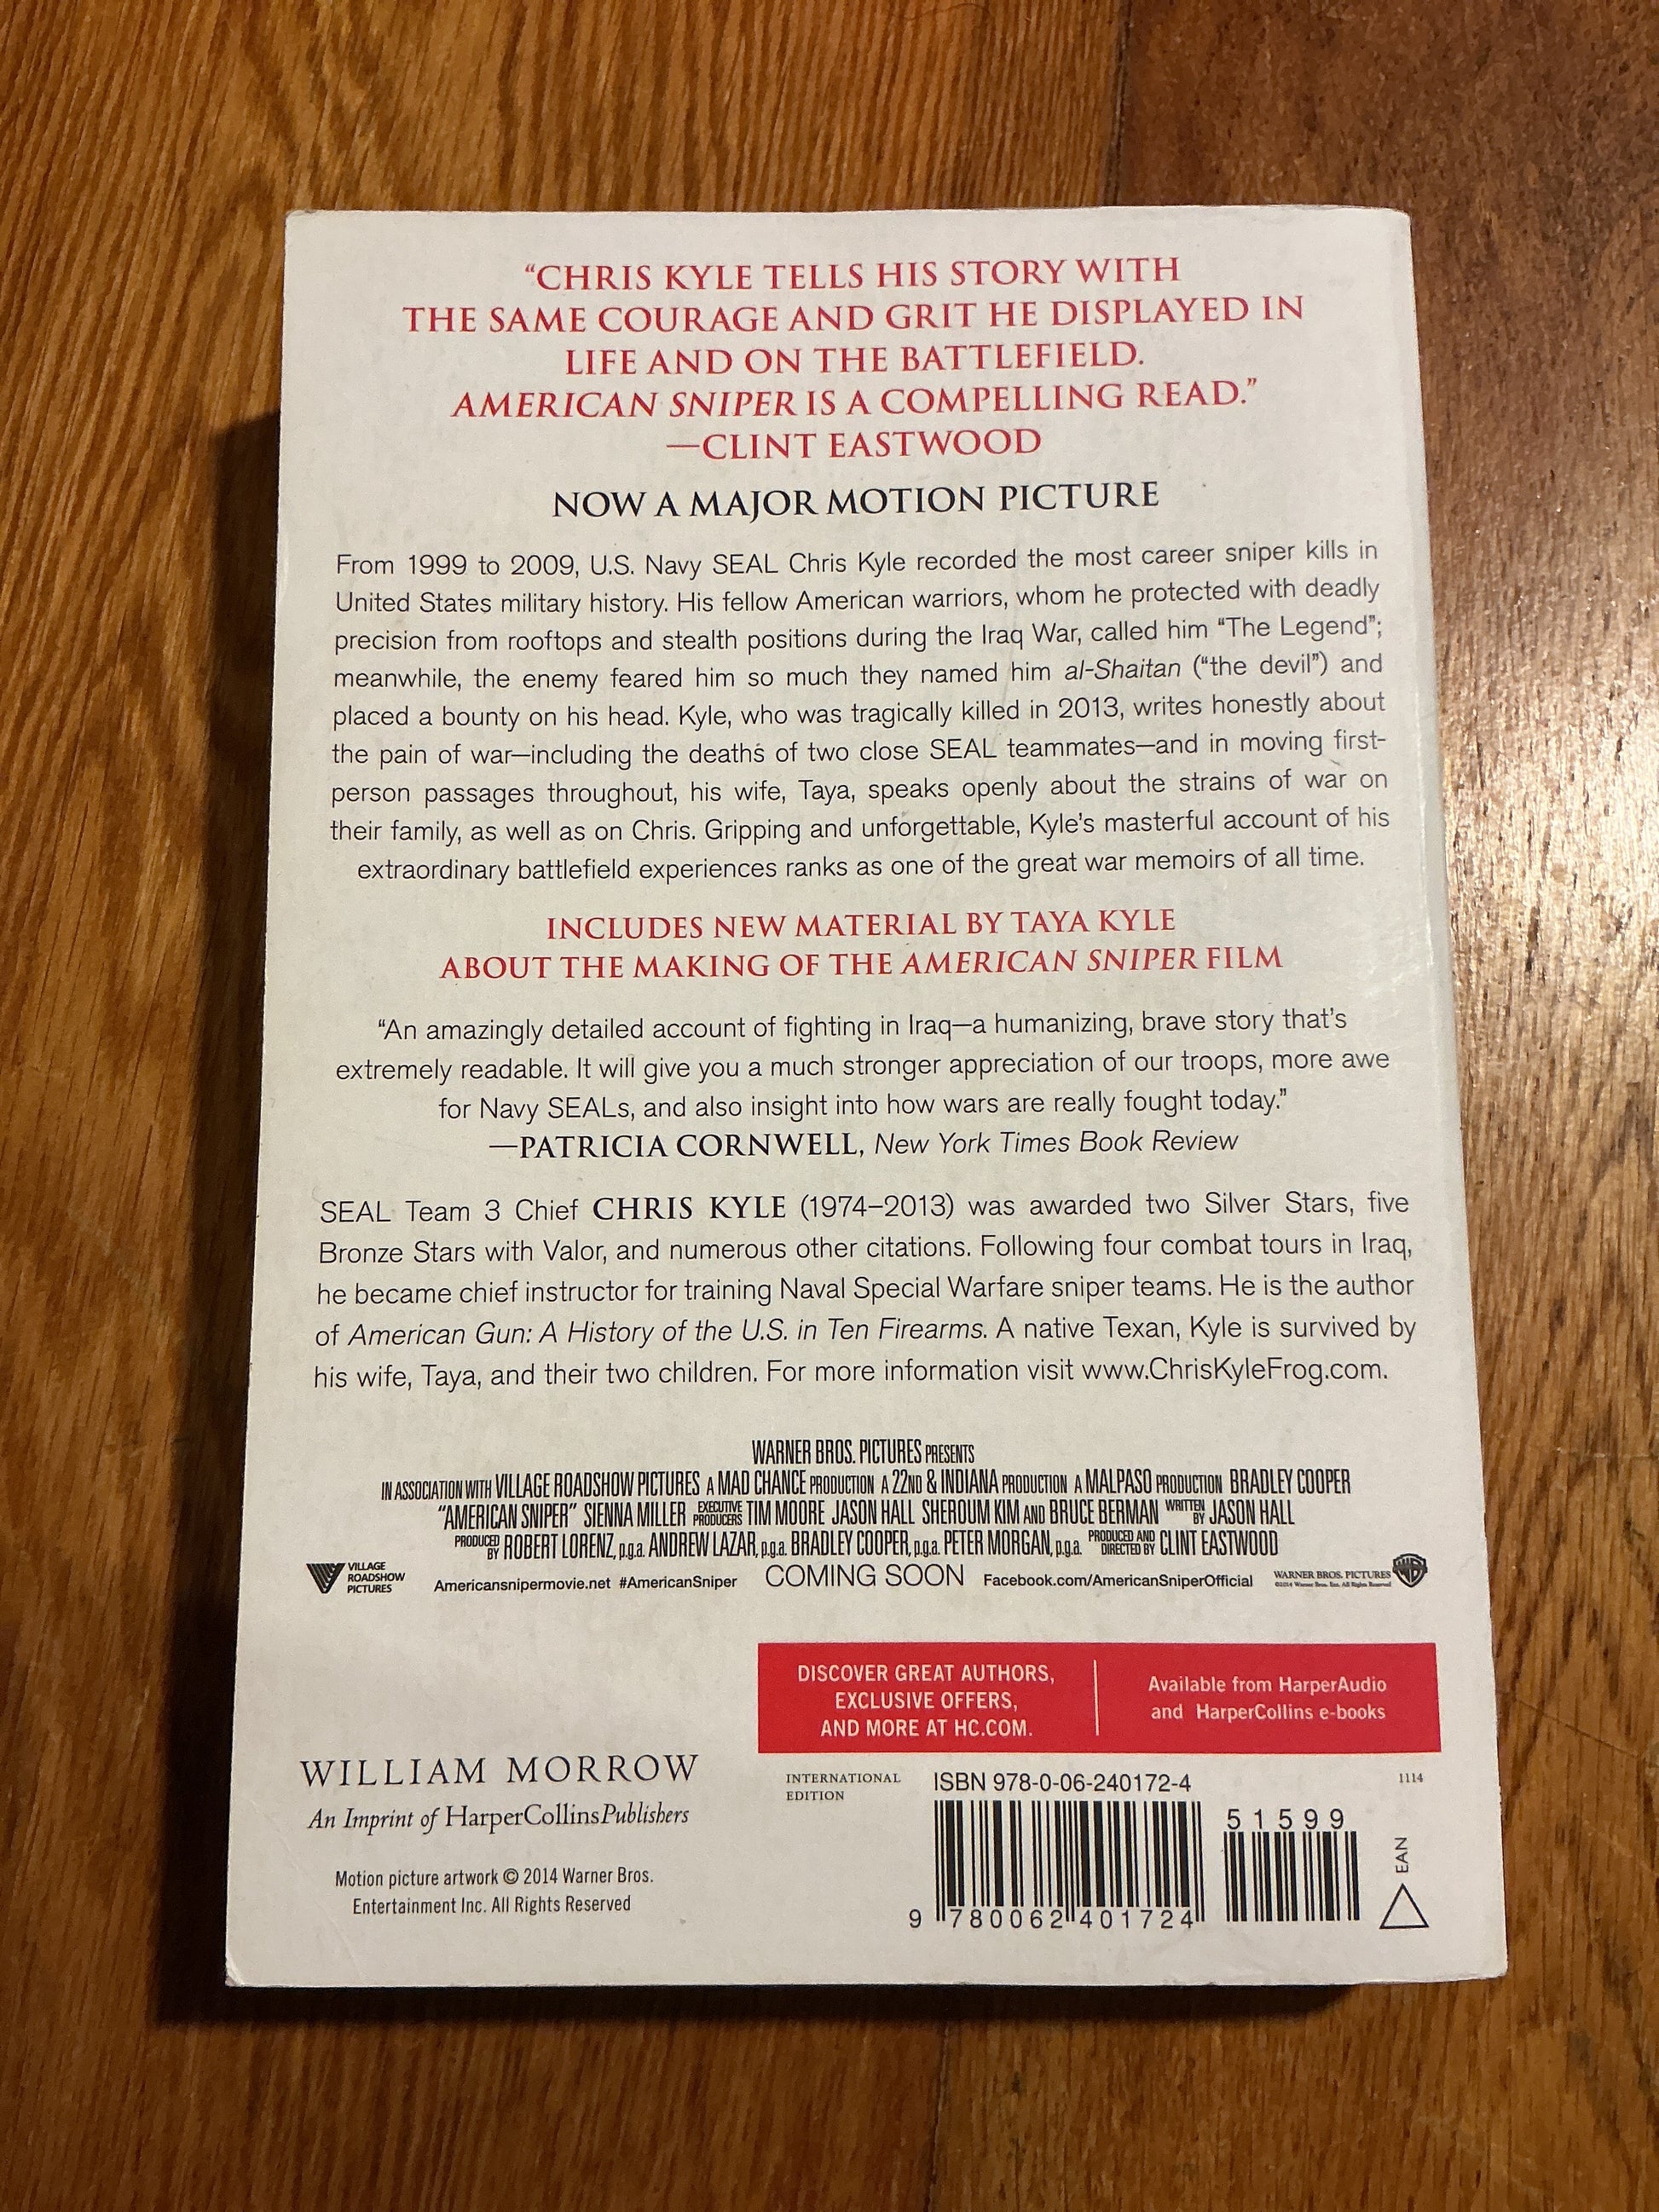 “CHRIS KYLE TELLS HIS STORY WITH
THE SAME COURAGE AND GRIT HE DISPLAYED IN
LIFE AND ON THE BATTLEFIELD.
AMERICAN SNIPER IS A COMPELLING READ.”
—CLINT EASTWOOD
NOW A MAJOR MOTION PICTURE
From 1999 to 2009, U.S. Navy SEAL Chris Kyle recorded the most career sniper kills in
United States military history. His fellow American warriors, whom he protected with deadly
precision from rooftops and stealth positions during the Iraq War, called him “The Legend”;
meanwhile, the enemy feared him so much they named him al-Shaitan (“the devil”) and
placed a bounty on his head. Kyle, who was tragically killed in 2013, writes honestly about
the pain of war—including the deaths of two close SEAL teammates—and in moving first-
person passages throughout, his wife, Taya, speaks openly about the strains of war on
their family, as well as on Chris. Gripping and unforgettable, Kyle’s masterful account of his
extraordinary battlefield experiences ranks as one of the great war memoirs of all time.
INCLUDES NEW MATERIAL BY TAYA KYLE
ABOUT THE MAKING OF THE AMERICAN SNIPER FILM
“An amazingly detailed account of fighting in Iraq—a humanizing, brave story that’s
extremely readable. It will give you a much stronger appreciation of our troops, more awe
for Navy SEALs, and also insight into how wars are really fought today.”
—PATRICIA CORNWELL, New York Times Book Review
SEAL Team 3 Chief CHRIS KYLE (1974–2013) was awarded two Silver Stars, five
Bronze Stars with Valor, and numerous other citations. Following four combat tours in Iraq,
he became chief instructor for training Naval Special Warfare sniper teams. He is the author
of American Gun: A History of the U.S. in Ten Firearms. A native Texan, Kyle is survived by
his wife, Taya, and their two children. For more information visit www.ChrisKyleFrog.com.
WARNER BROS. PICTURES PRESENTS
IN ASSOCIATION WITH VILLAGE ROADSHOW PICTURES A MAD CHANCE PRODUCTION A 22ND & INDIANA PRODUCTION A MALPASO PRODUCTION BRADLEY COOPER
“AMERICAN SNIPER” SIENNA MILLER EXECUTIVE PRODUCERS TIM MOORE JASON HALL SHEROUM KIM AND BRUCE BERMAN WRITTEN BY JASON HALL
PRODUCED BY ROBERT LORENZ, p.g.a. ANDREW LAZAR, p.g.a. BRADLEY COOPER, p.g.a. PETER MORGAN, p.g.a. PRODUCED AND DIRECTED BY CLINT EASTWOOD
VILLAGE
ROADSHOW
PICTURES
Americansnipermovie.net #AmericanSniper COMING SOON Facebook.com/AmericanSniperOfficial
WARNER BROS. PICTURES
©2014 Warner Bros. Ent. All Rights Reserved
WB
DISCOVER GREAT AUTHORS,
EXCLUSIVE OFFERS,
AND MORE AT HC.COM.
Available from HarperAudio
and HarperCollins e-books
WILLIAM MORROW
An Imprint of HarperCollinsPublishers
Motion picture artwork © 2014 Warner Bros.
Entertainment Inc. All Rights Reserved
INTERNATIONAL
EDITION
ISBN 978-0-06-240172-4
1114
51599
EAN
9 780062 401724